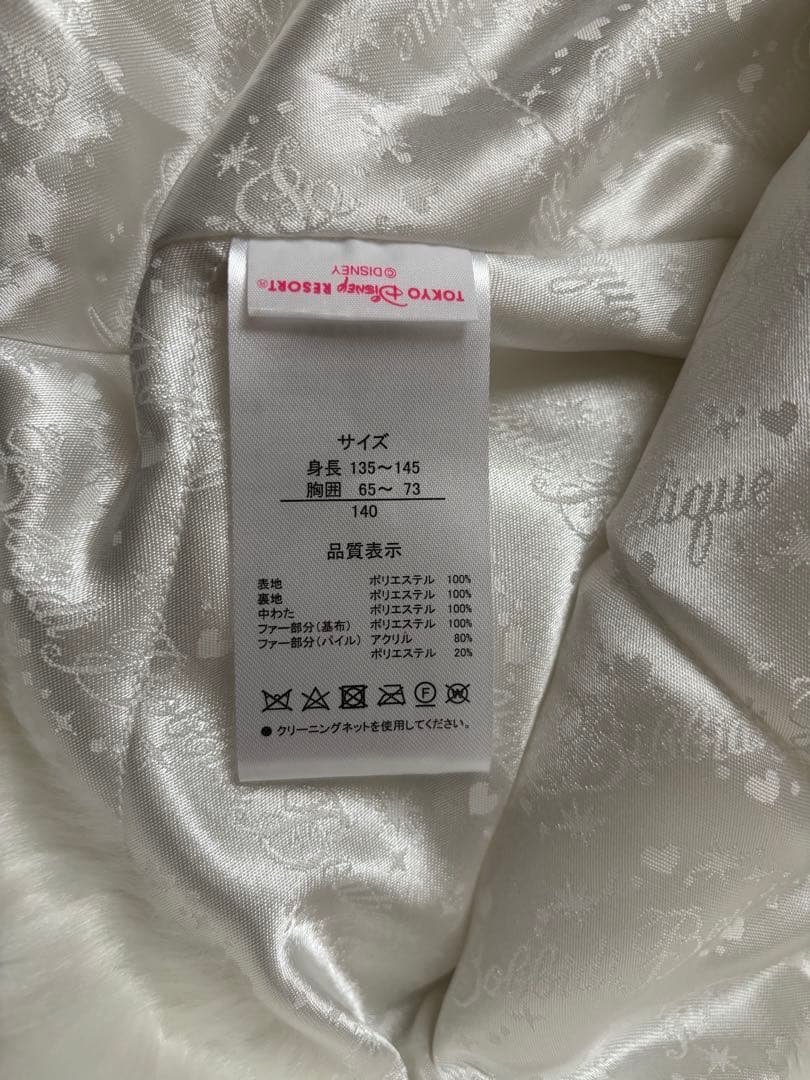 TOKYO DISNEY RESORT®
©DISNEY
サイズ
身長 135～145
胸囲 65～ 73
140
品質表示
表地 ポリエステル 100%
裏地 ポリエステル 100%
中わた ポリエステル 100%
ファー部分(基布) ポリエステル 100%
ファー部分(パイル) アクリル 80%
ポリエステル 20%
F
W
●クリーニングネットを使用してください。
tique